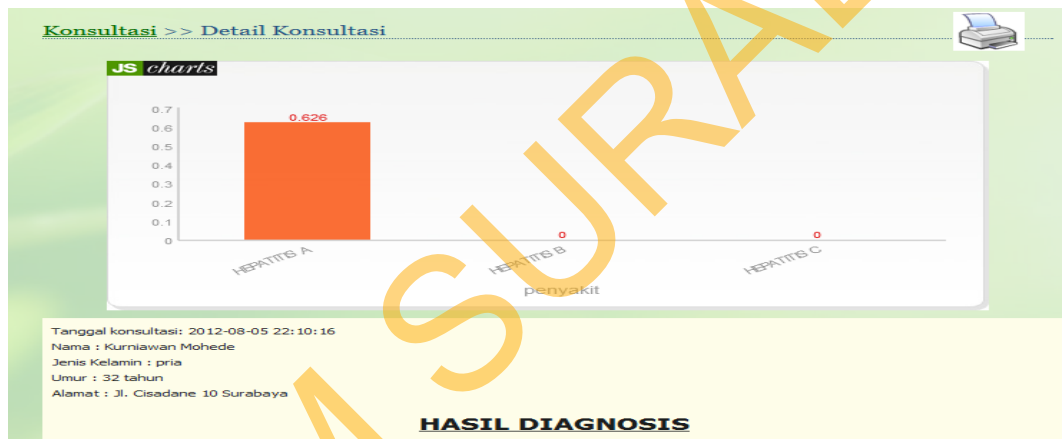 Konsultasi >> Detail Konsultasi
JS charts
0.7
0.626
0.6
0.5
0.4
0.3
0.2
0.1
0
0
0
HEPATITIS A
HEPATITIS B
HEPATITIS C
penyakit
Tanggal konsultasi: 2012-08-05 22:10:16
Nama : Kurniawan Mohede
Jenis Kelamin : pria
Umur : 32 tahun
Alamat : Jl. Cisadane 10 Surabaya
HASIL DIAGNOSIS
M SURA